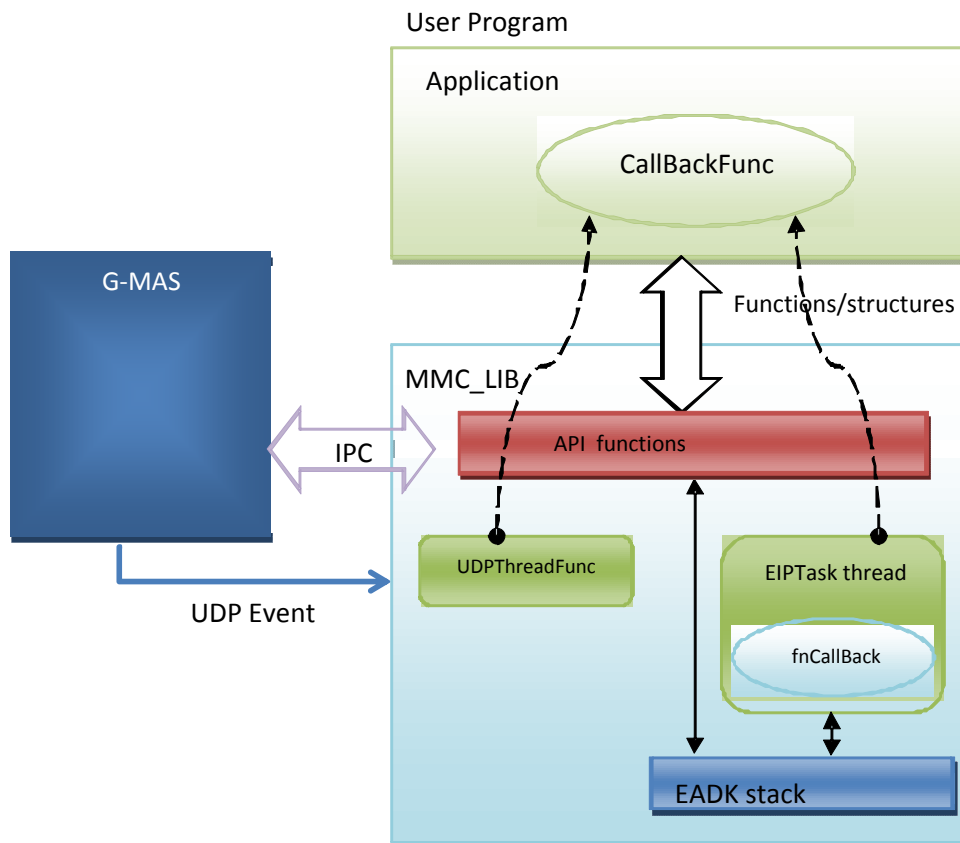 User Program
Application
CallBackFunc
G-MAS
Functions/structures
MMC_LIB
IPC
API functions
UDPThreadFunc
EIPTask thread
UDP Event
fnCallBack
EADK stack